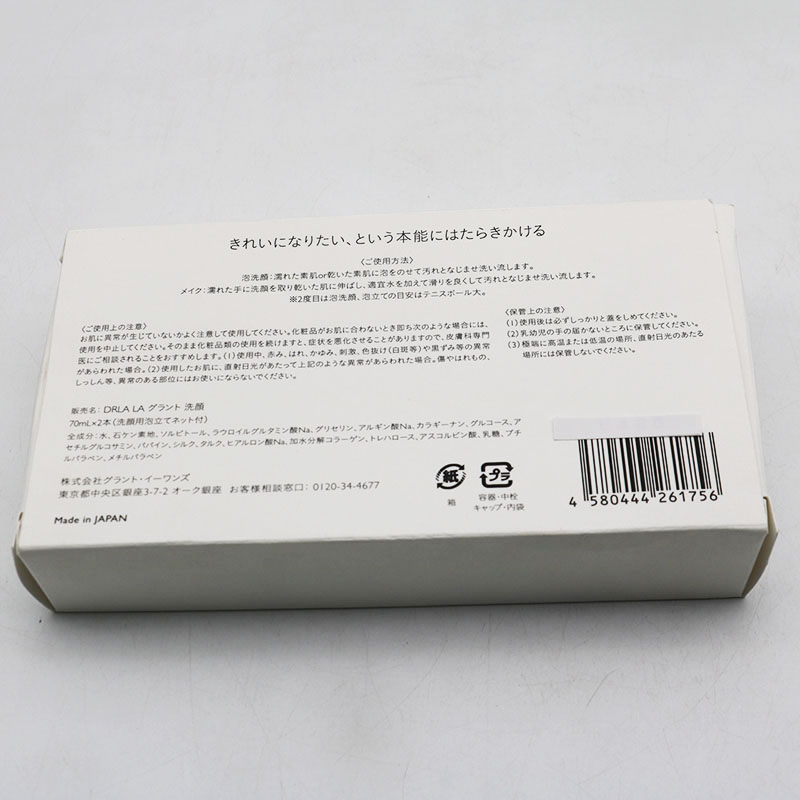 きれいになりたい、という本能にはたらきかける
〈ご使用方法〉
泡洗顔：濡れた素肌or乾いた素肌に泡をのせて汚れとなじませ洗い流します。
メイク：濡れた手に洗顔を取り乾いた肌に伸ばし、適宜水を加えて滑りを良くして汚れとなじませ洗い流します。
※2度目は泡洗顔、泡立ての目安はテニスボール大。
〈ご使用上の注意〉
お肌に異常が生じていないかよく注意して使用してください。化粧品がお肌に合わないとき即ち次のような場合には、
使用を中止してください。そのまま化粧品類の使用を続けますと、症状を悪化させることがありますので、皮膚科専門
医にご相談されることをおすすめします。（1）使用中、赤み、はれ、かゆみ、刺激、色抜け（白斑等）や黒ずみ等の異常
があらわれた場合。（2）使用したお肌に、直射日光があたって上記のような異常があらわれた場合。傷やはれもの、
しっしん等、異常のある部位にはお使いにならないでください。
〈保管上の注意〉
（1）使用後は必ずしっかりと蓋をしめてください。
（2）乳幼児の手の届かないところに保管してください。
（3）極端に高温または低温の場所、直射日光のあたる
場所には保管しないでください。
販売名：DRLA LA グラント 洗顔
70mL×2本（洗顔用泡立てネット付）
全成分：水、石ケン素地、ソルビトール、ラウロイルグルタミン酸Na、グリセリン、アルギン酸Na、カラギーナン、グルコース、ア
セチルグルコサミン、パパイン、シルク、タルク、ヒアルロン酸Na、加水分解コラーゲン、トレハロース、アスコルビン酸、乳糖、ブチ
ルパラベン、メチルパラベン
株式会社グラント・イーワンズ
東京都中央区銀座3-7-2 オーク銀座 お客様相談窓口：0120-34-4677
Made in JAPAN
紙
箱
プラ
容器・中栓
キャップ・内袋
4 580444 261756